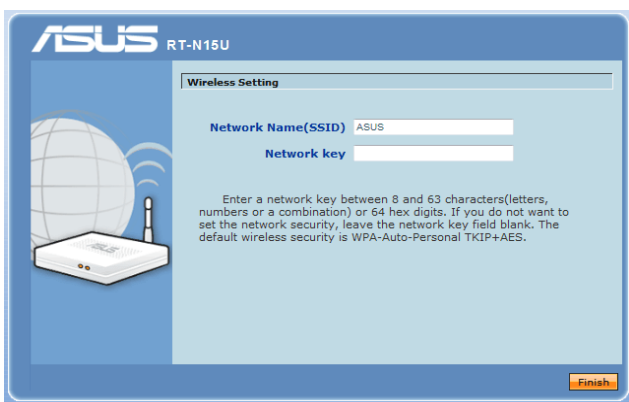 ASUS RT-N15U
Wireless Setting
Network Name(SSID) ASUS
Network key
Enter a network key between 8 and 63 characters(letters,
numbers or a combination) or 64 hex digits. If you do not want to
set the network security, leave the network key field blank. The
default wireless security is WPA-Auto-Personal TKIP+AES.
ASUS
Finish